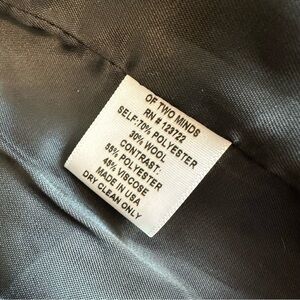 OF TWO MINDS
RN # 129722
SELF:70% POLYESTER
30% WOOL
CONTRAST:
55% POLYESTER
45% VISCOSE
MADE IN USA
DRY CLEAN ONLY